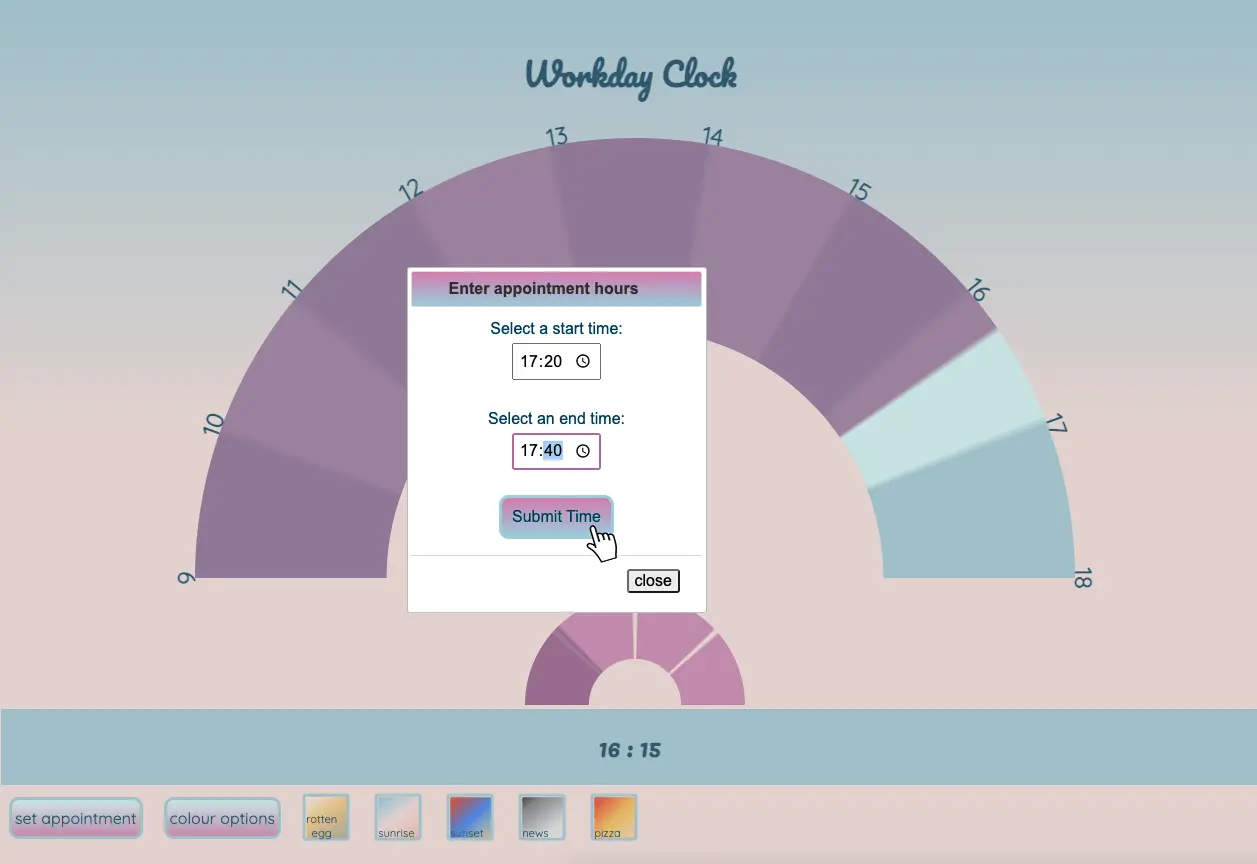 Workday Clock
13
14
12
15
11
16
10
17
9
18
Enter appointment hours
Select a start time:
17:20
Select an end time:
17:40
Submit Time
close
16 : 15
set appointment
colour options
rotten
egg
sunrise
sunset
news
pizza